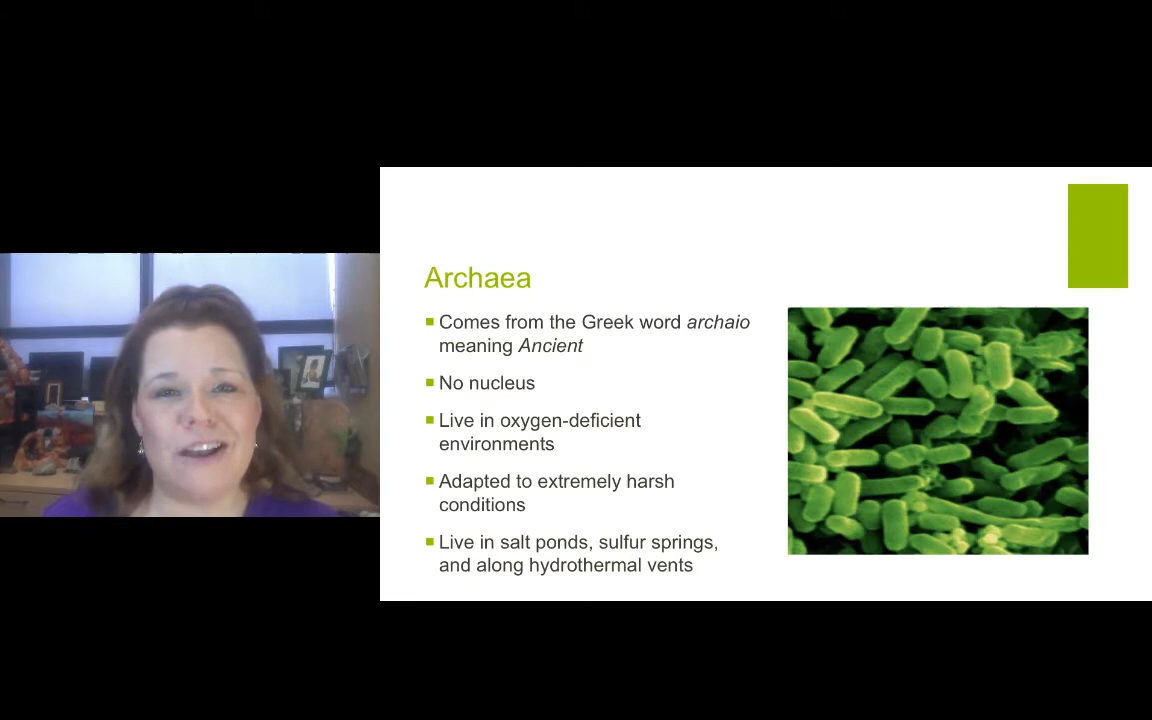 Archaea
Comes from the Greek word archaio
meaning Ancient
No nucleus
Live in oxygen-deficient
environments
Adapted to extremely harsh
conditions
Live in salt ponds, sulfur springs,
and along hydrothermal vents